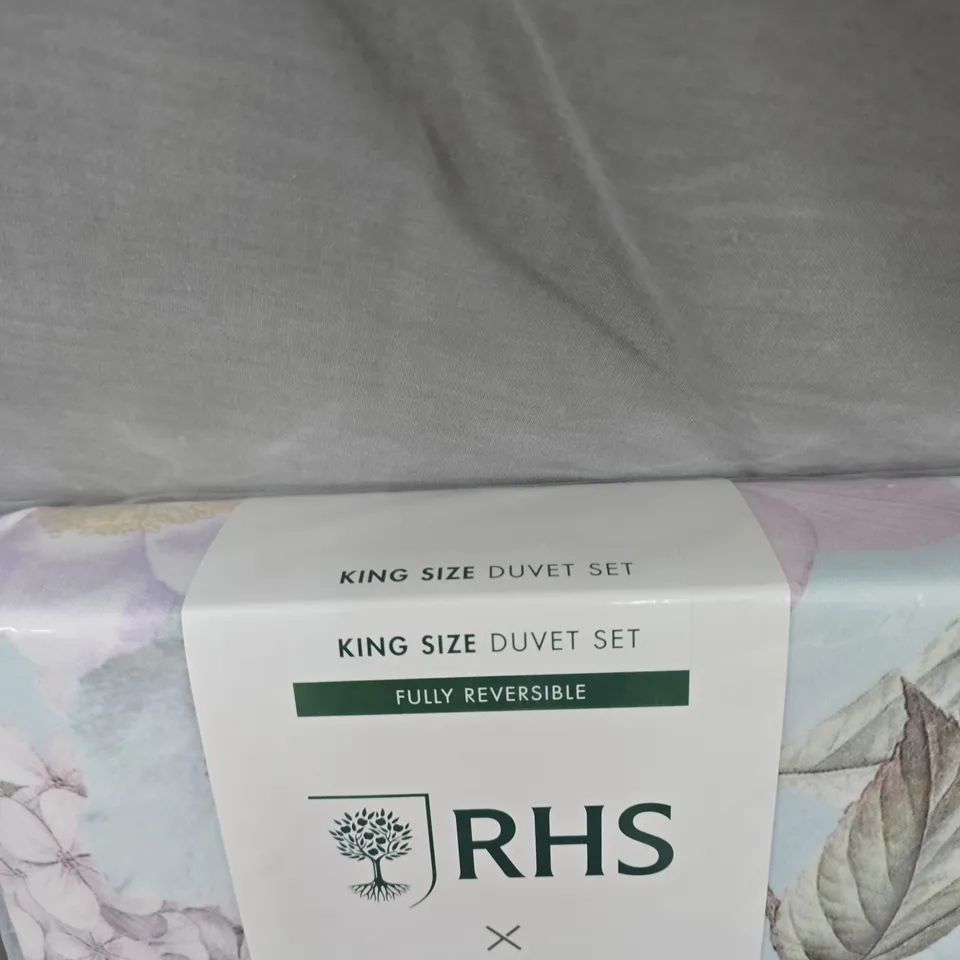 KING SIZE DUVET SET
KING SIZE DUVET SET
FULLY REVERSIBLE
RHS
×